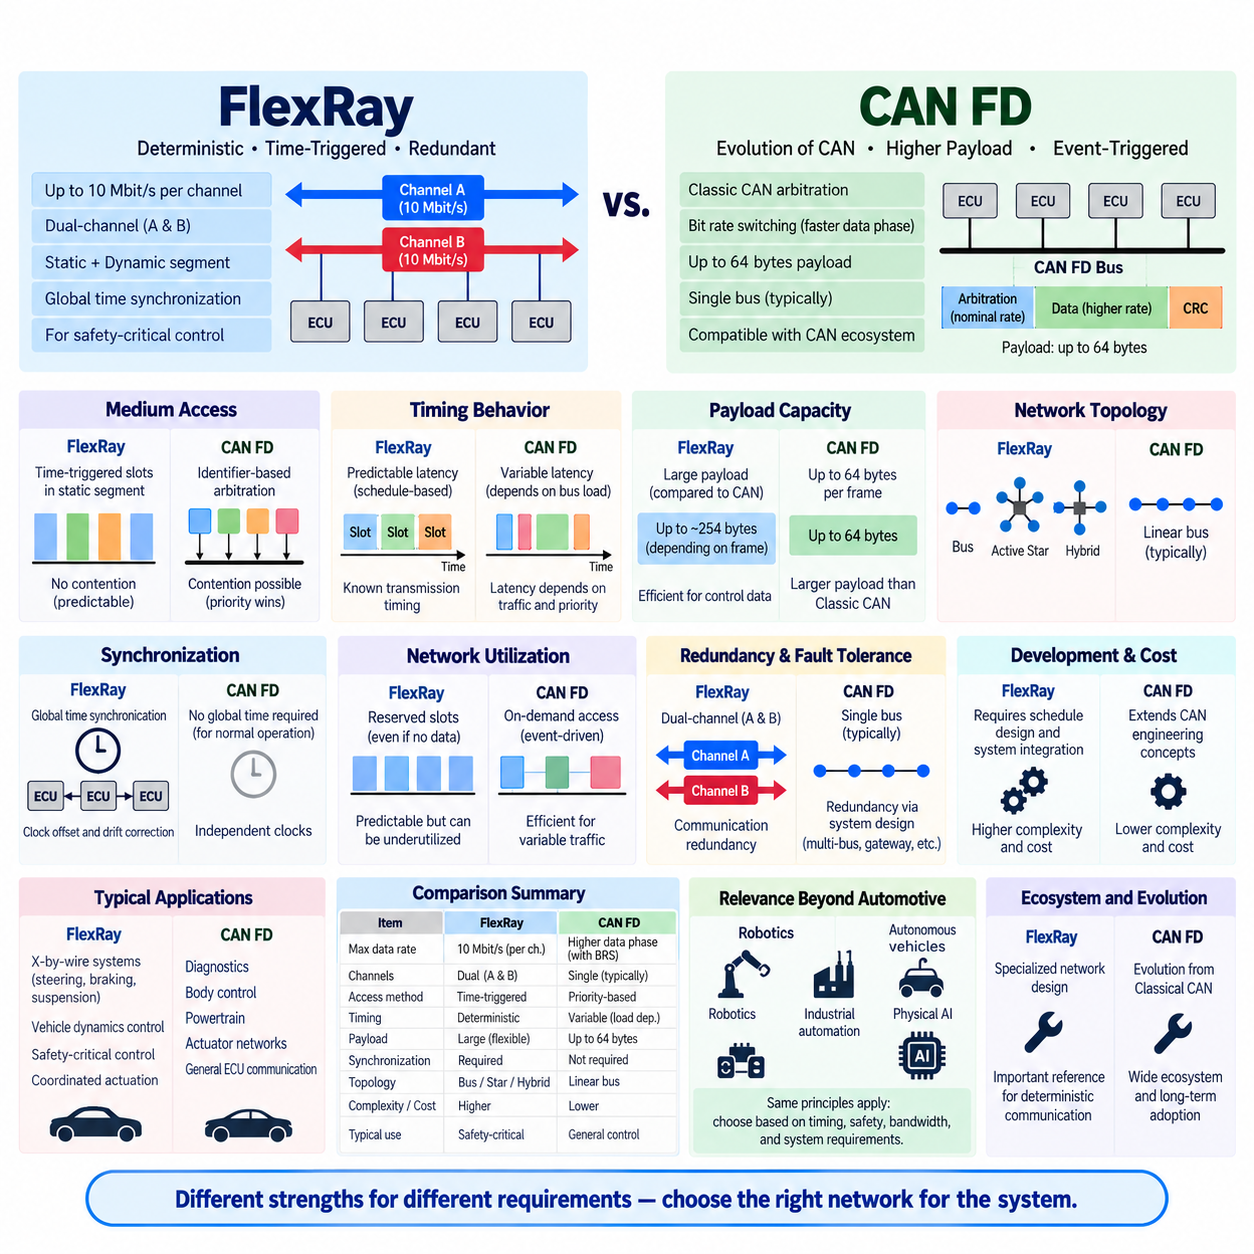 FlexRay
Deterministic • Time-Triggered • Redundant
Up to 10 Mbit/s per channel
Dual-channel (A & B)
Static + Dynamic segment
Global time synchronization
For safety-critical control
Channel A
(10 Mbit/s)
Channel B
(10 Mbit/s)
ECU
ECU
ECU
ECU
VS.
CAN FD
Evolution of CAN • Higher Payload • Event-Triggered
Classic CAN arbitration
Bit rate switching (faster data phase)
Up to 64 bytes payload
Single bus (typically)
Compatible with CAN ecosystem
ECU
ECU
ECU
ECU
CAN FD Bus
Arbitration
(nominal rate)
Data (higher rate)
CRC
Payload: up to 64 bytes
Medium Access
FlexRay
Time-triggered slots
in static segment
No contention
(predictable)
CAN FD
Identifier-based
arbitration
Contention possible
(priority wins)
Timing Behavior
FlexRay
Predictable latency
(schedule-based)
Slot
Slot
Slot
Time
Known transmission
timing
CAN FD
Variable latency
(depends on bus load)
Time
Latency depends on
traffic and priority
Payload Capacity
FlexRay
Large payload
(compared to CAN)
Up to ~254 bytes
(depending on frame)
Efficient for control data
CAN FD
Up to 64 bytes
per frame
Up to 64 bytes
Larger payload than
Classic CAN
Network Topology
FlexRay
Bus
Active Star
Hybrid
CAN FD
Linear bus
(typically)
Synchronization
FlexRay
Global time synchronication
ECU
ECU
ECU
Clock offset and drift correction
CAN FD
No global time required
(for normal operation)
Independent clocks
Network Utilization
FlexRay
Reserved slots
(even if no data)
Predictable but can
be underutilized
CAN FD
On-demand access
(event-driven)
Efficient for
variable traffic
Redundancy & Fault Tolerance
FlexRay
Dual-channel (A & B)
Channel A
Channel B
Communication
redundancy
CAN FD
Single bus
(typically)
Redundancy via
system design
(multi-bus, gateway, etc.)
Development & Cost
FlexRay
Requires schedule
design and
system integration
Higher complexity
and cost
CAN FD
Extends CAN
engineering
concepts
Lower complexity
and cost
Typical Applications
FlexRay
X-by-wire systems
(steering, braking,
suspension)
Vehicle dynamics control
Safety-critical control
Coordinated actuation
CAN FD
Diagnostics
Body control
Powertrain
Actuator networks
General ECU communication
Comparison Summary
Item FlexRay CAN FD
Max data rate 10 Mbit/s (per ch.) Higher data phase
(with BRS)
Channels Dual (A & B) Single (typically)
Access method Time-triggered Priority-based
Timing Deterministic Variable (load dep.)
Payload Large (flexible) Up to 64 bytes
Synchronization Required Not required
Topology Bus / Star / Hybrid Linear bus
Complexity / Cost Higher Lower
Typical use Safety-critical General control
Relevance Beyond Automotive
Robotics
Autonomous
vehicles
Robotics
Industrial
automation
Physical AI
AI
Same principles apply:
choose based on timing, safety, bandwidth,
and system requirements.
Ecosystem and Evolution
FlexRay
Specialized network
design
Important reference
for deterministic
communication
CAN FD
Evolution from
Classical CAN
Wide ecosystem
and long-term
adoption
Different strengths for different requirements — choose the right network for the system.